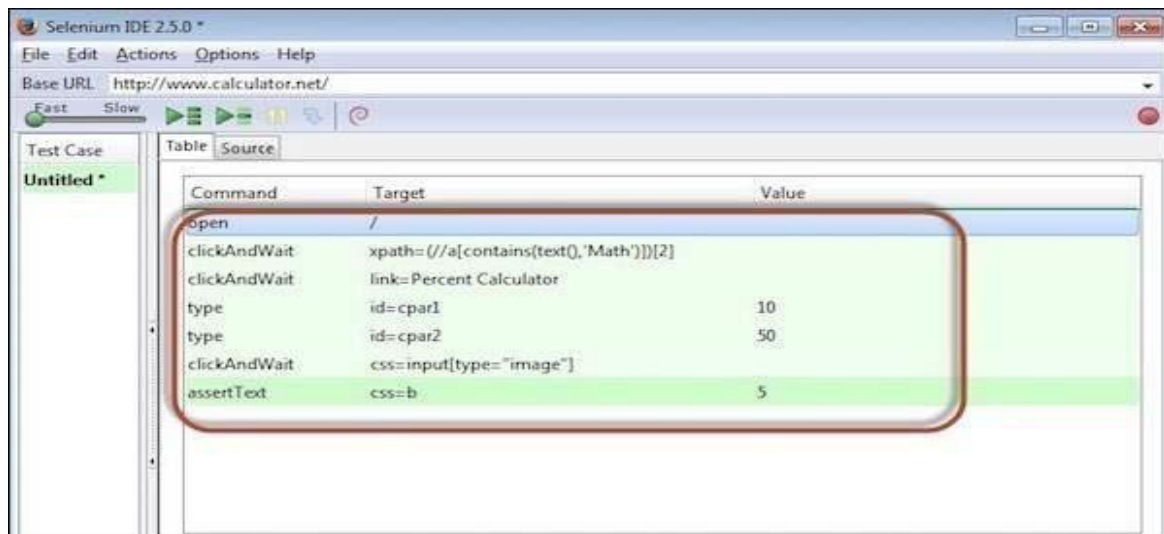 Selenium IDE 2.5.0 *
File Edit Actions Options Help
Base URL http://www.calculator.net/
Fast Slow
Test Case
Table Source
Untitled *
Command Target Value
open /
clickAndWait xpath=(//a[contains(text(),'Math')])[2]
clickAndWait link=Percent Calculator
type id=cpar1 10
type id=cpar2 50
clickAndWait css=input[type="image"]
assertText css=b 5